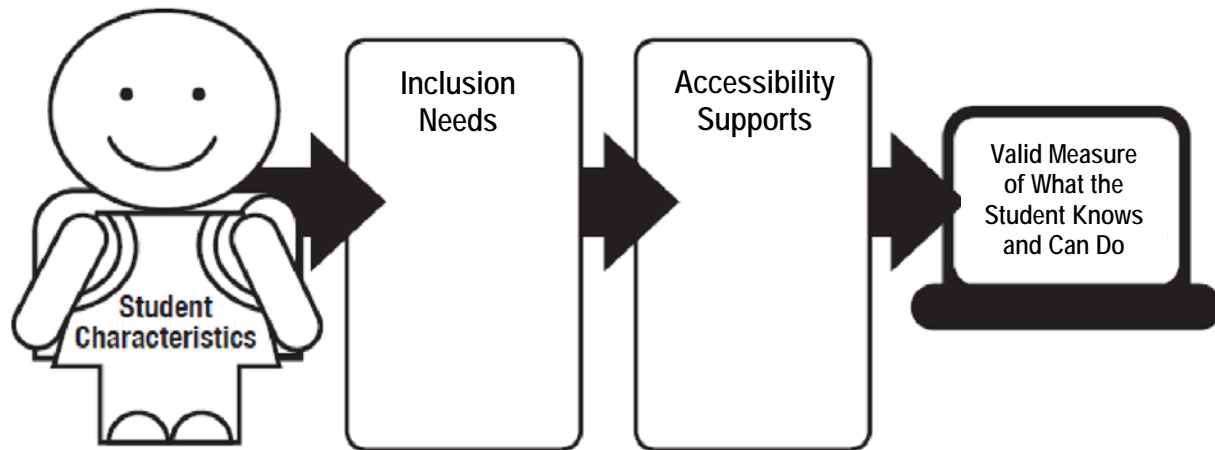 Student
Characteristics
Inclusion
Needs
Accessibility
Supports
Valid Measure
of What the
Student Knows
and Can Do